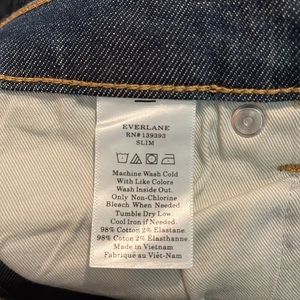 EVERLANE
RN# 139393
SLIM
Machine Wash Cold
With Like Colors
Wash Inside Out.
Only Non-Chlorine
Bleach When Needed
Tumble Dry Low.
Cool Iron if Needed.
98% Cotton 2% Elastane.
98% Coton 2% Élasthanne.
Made in Vietnam
Fabriqué au Viêt-Nam